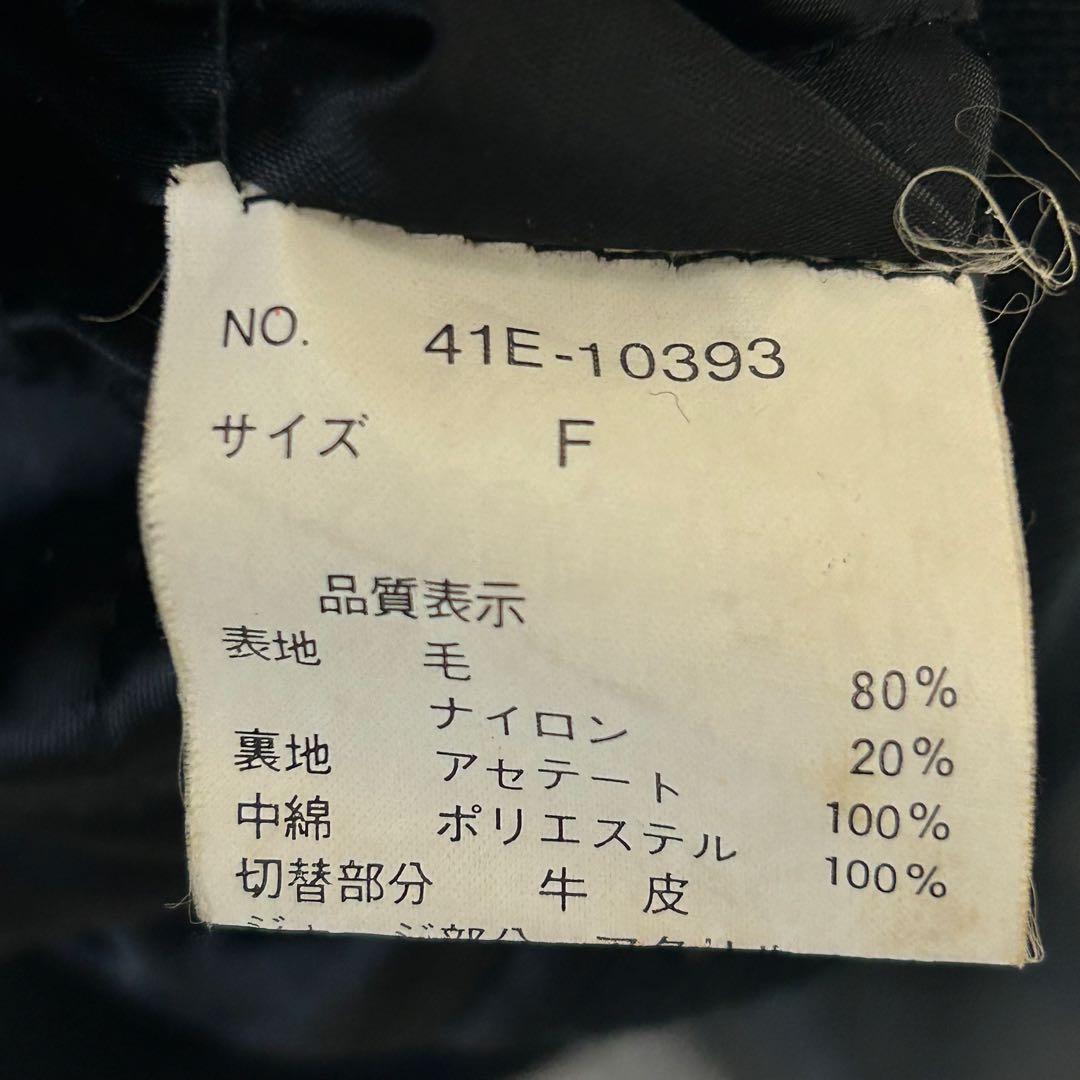 NO. 41E-10393
サイズ F
品質表示
表地 毛 80%
ナイロン 20%
裏地 アセテート 100%
中綿 ポリエステル 100%
切替部分 牛 皮